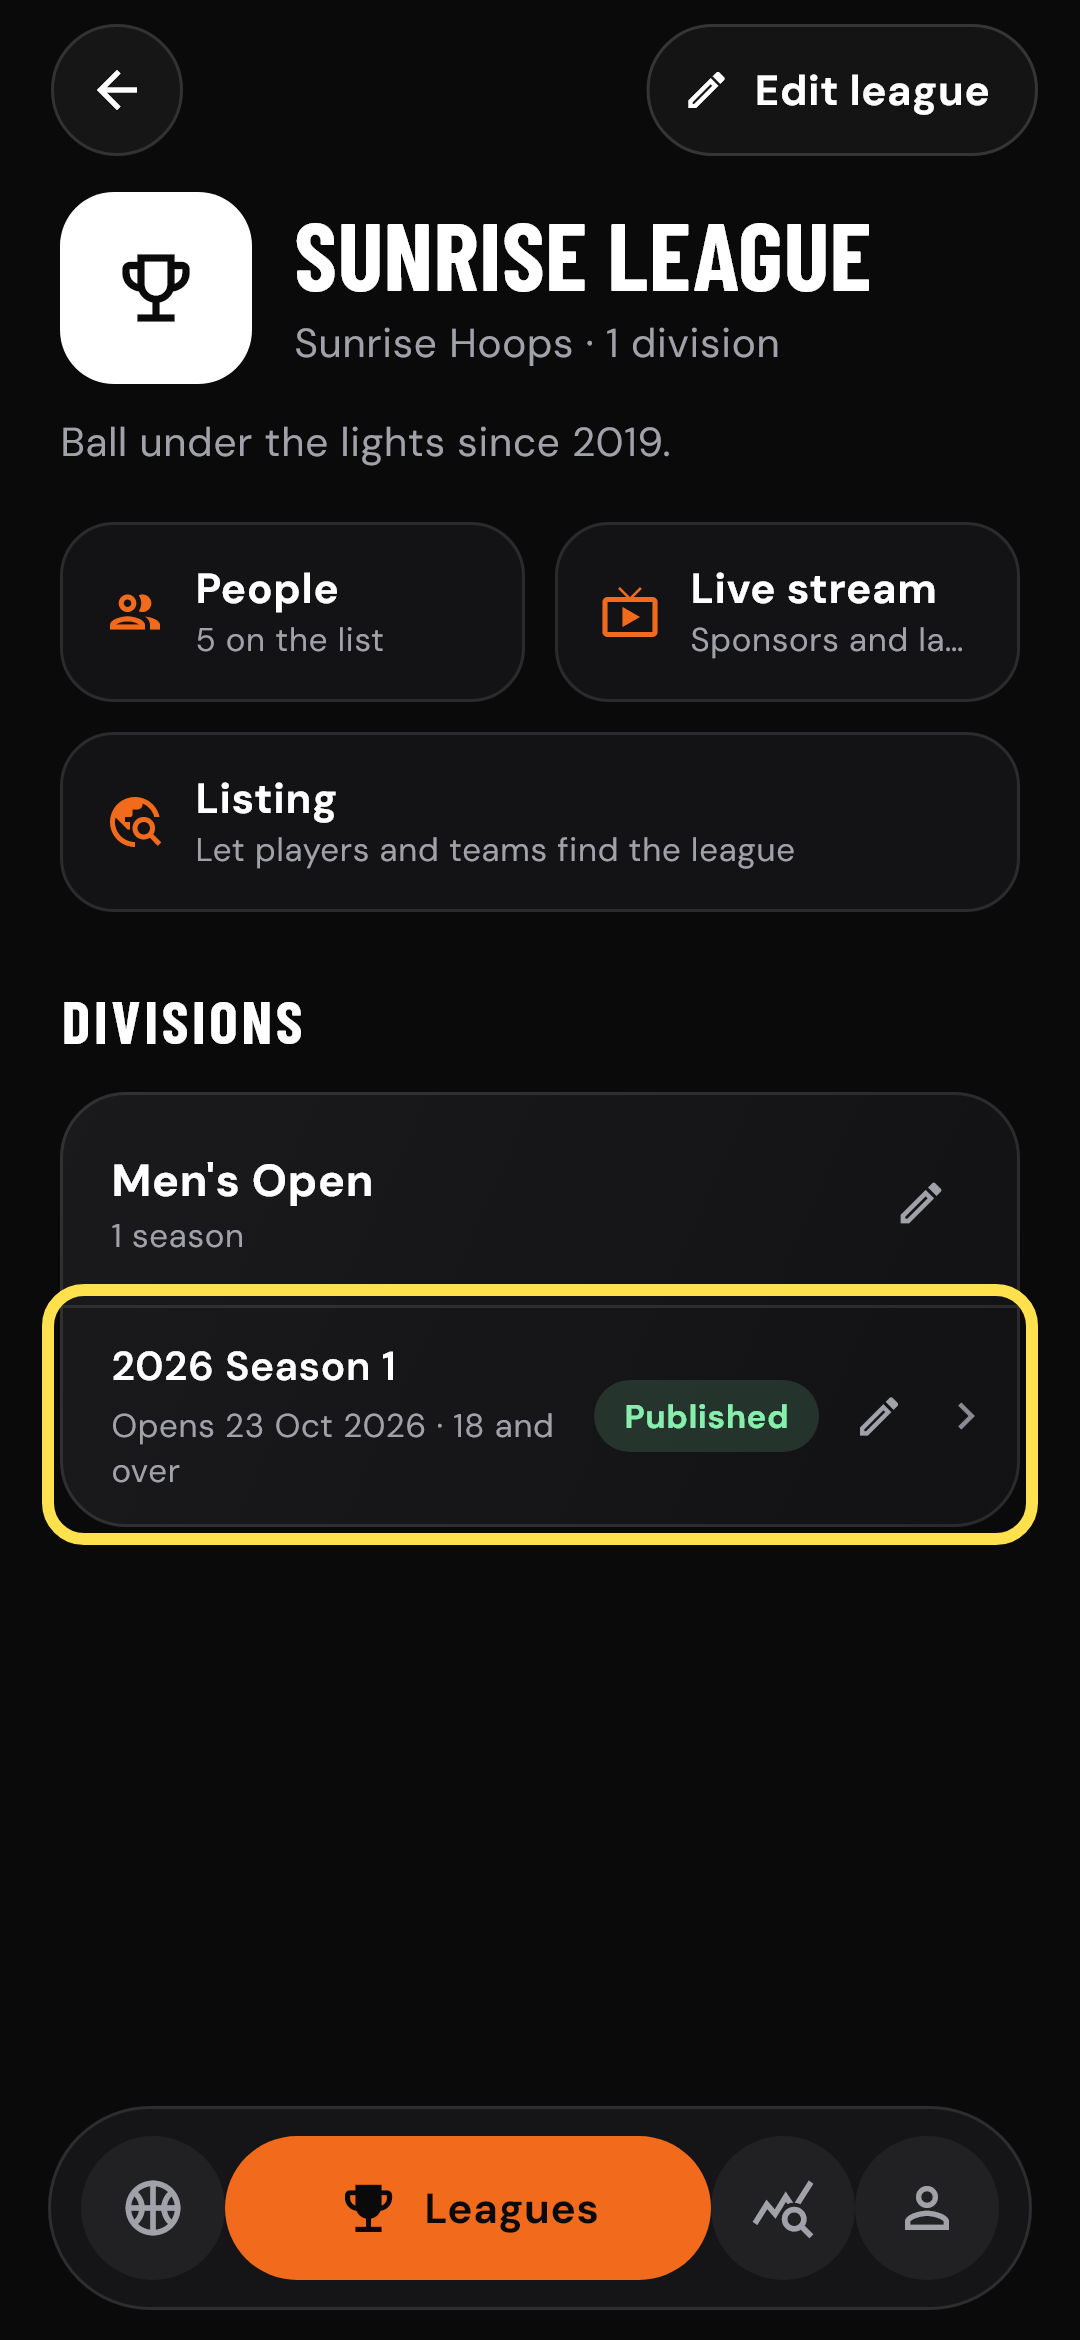 Edit league
SUNRISE LEAGUE
Sunrise Hoops · 1 division
Ball under the lights since 2019.
People
5 on the list
Live stream
Sponsors and la...
Listing
Let players and teams find the league
DIVISIONS
Men's Open
1 season
2026 Season 1
Opens 23 Oct 2026 · 18 and
over
Published
Leagues